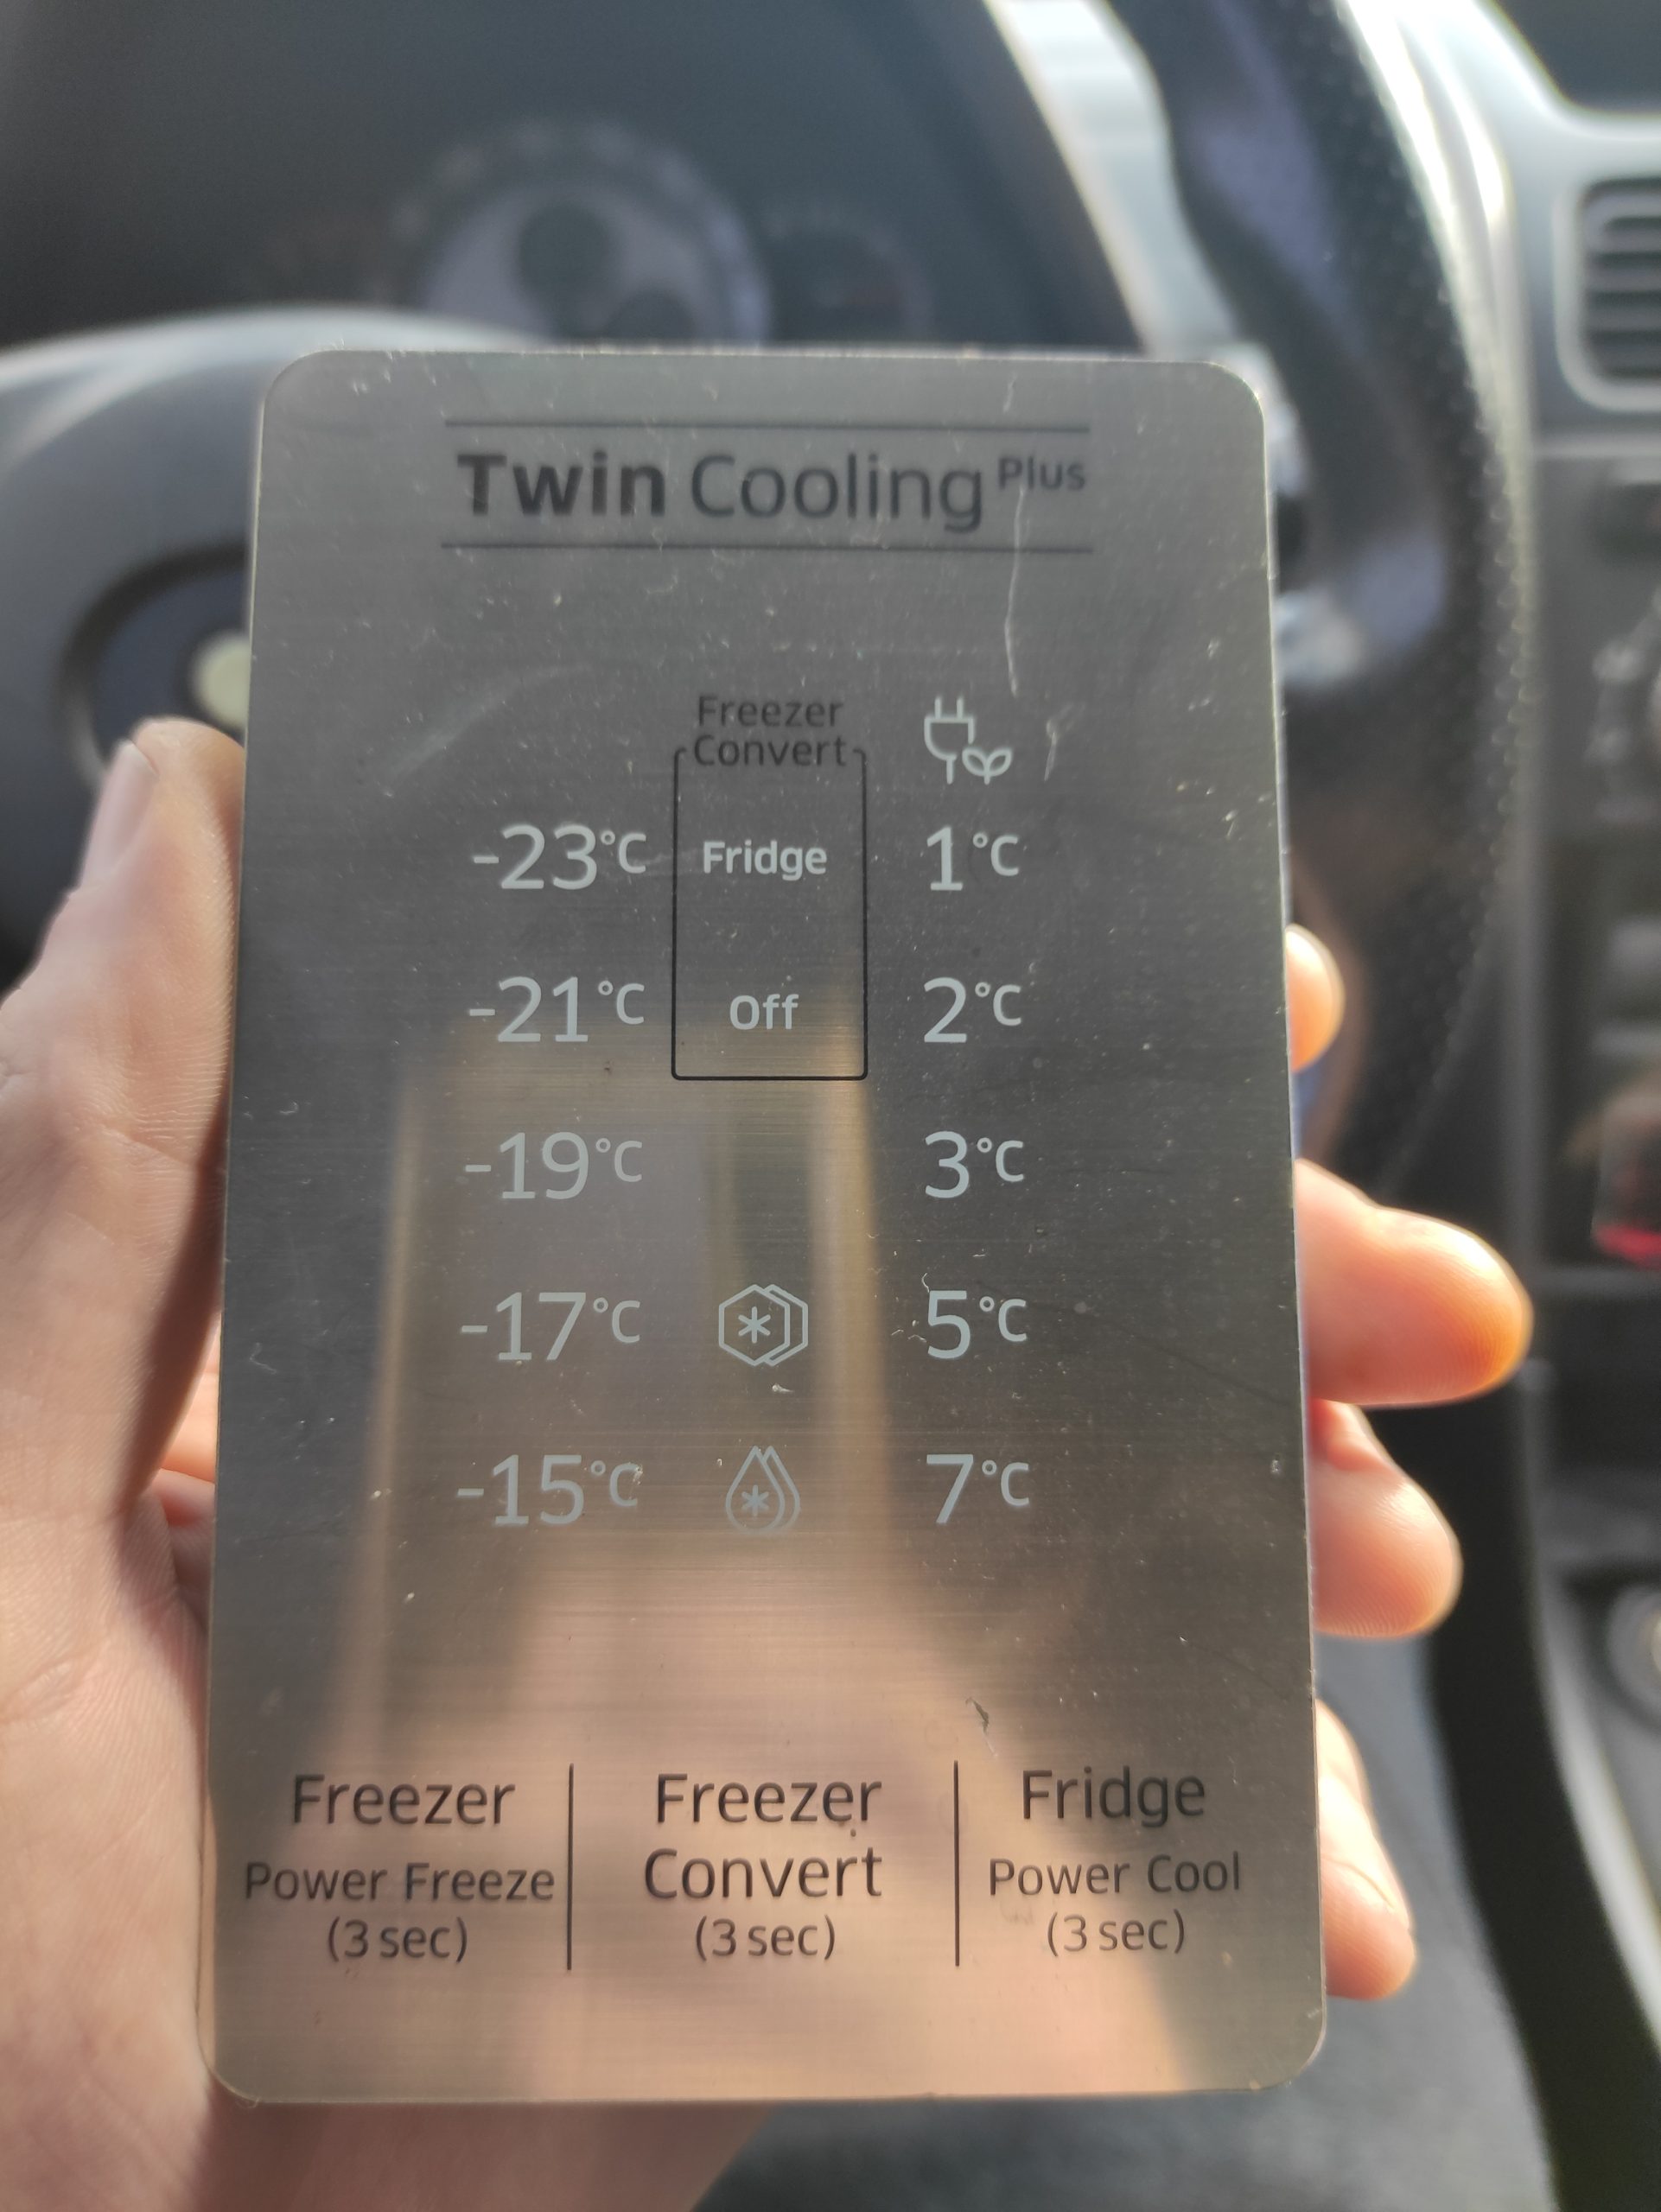 Twin Cooling Plus
Freezer
Convert
-23°C Fridge 1°C
-21°C Off 2°C
-19°C 3°C
-17°C 5°C
-15°C 7°C
Freezer
Power Freeze
(3 sec)
Freezer
Convert
(3 sec)
Fridge
Power Cool
(3 sec)